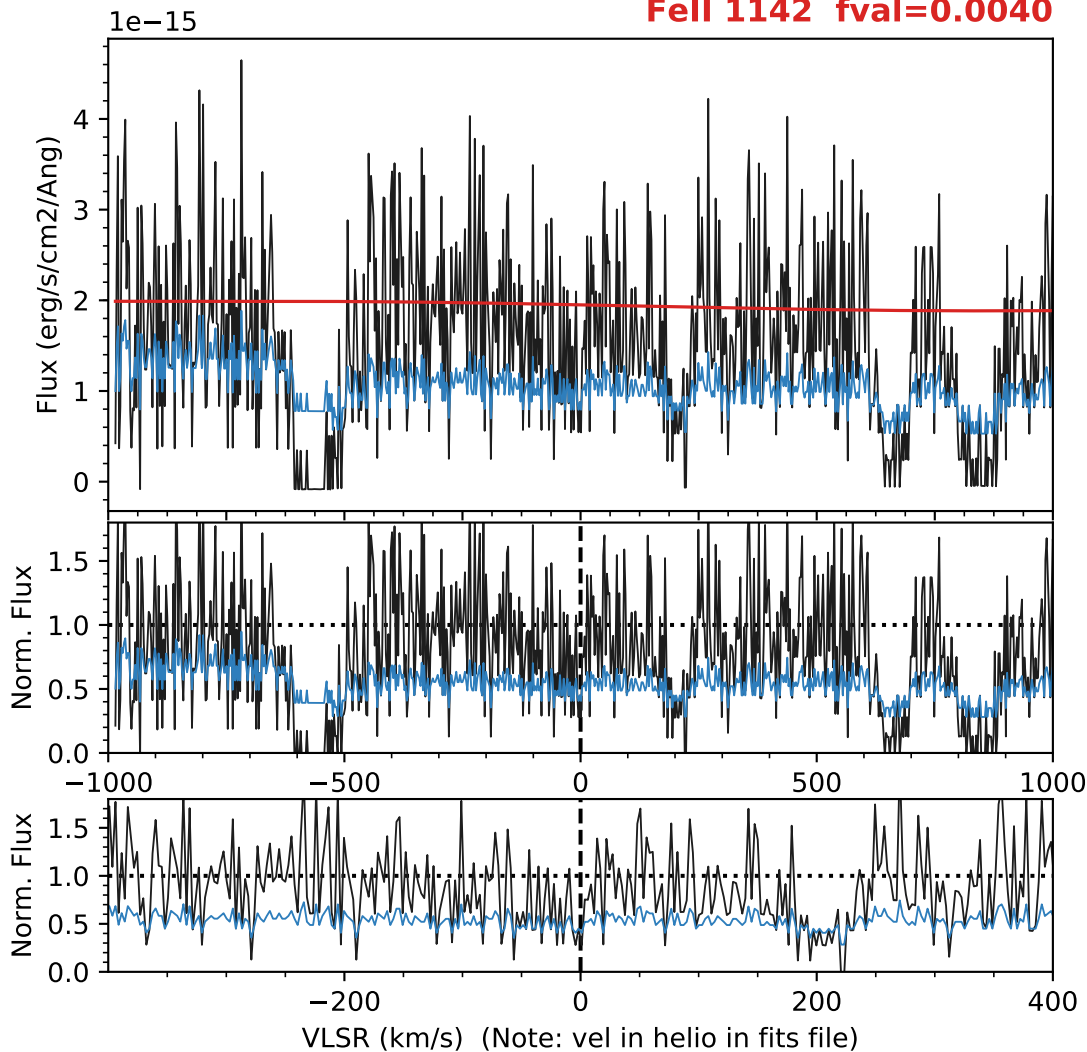 FeII 1142  fval=0.0040
1e−15
4
3
2
1
0
Flux (erg/s/cm2/Ang)
1.5
1.0
0.5
0.0
Norm. Flux
−1000 −500 0 500 1000
1.5
1.0
0.5
0.0
Norm. Flux
−200 0 200 400
VLSR (km/s)  (Note: vel in helio in fits file)